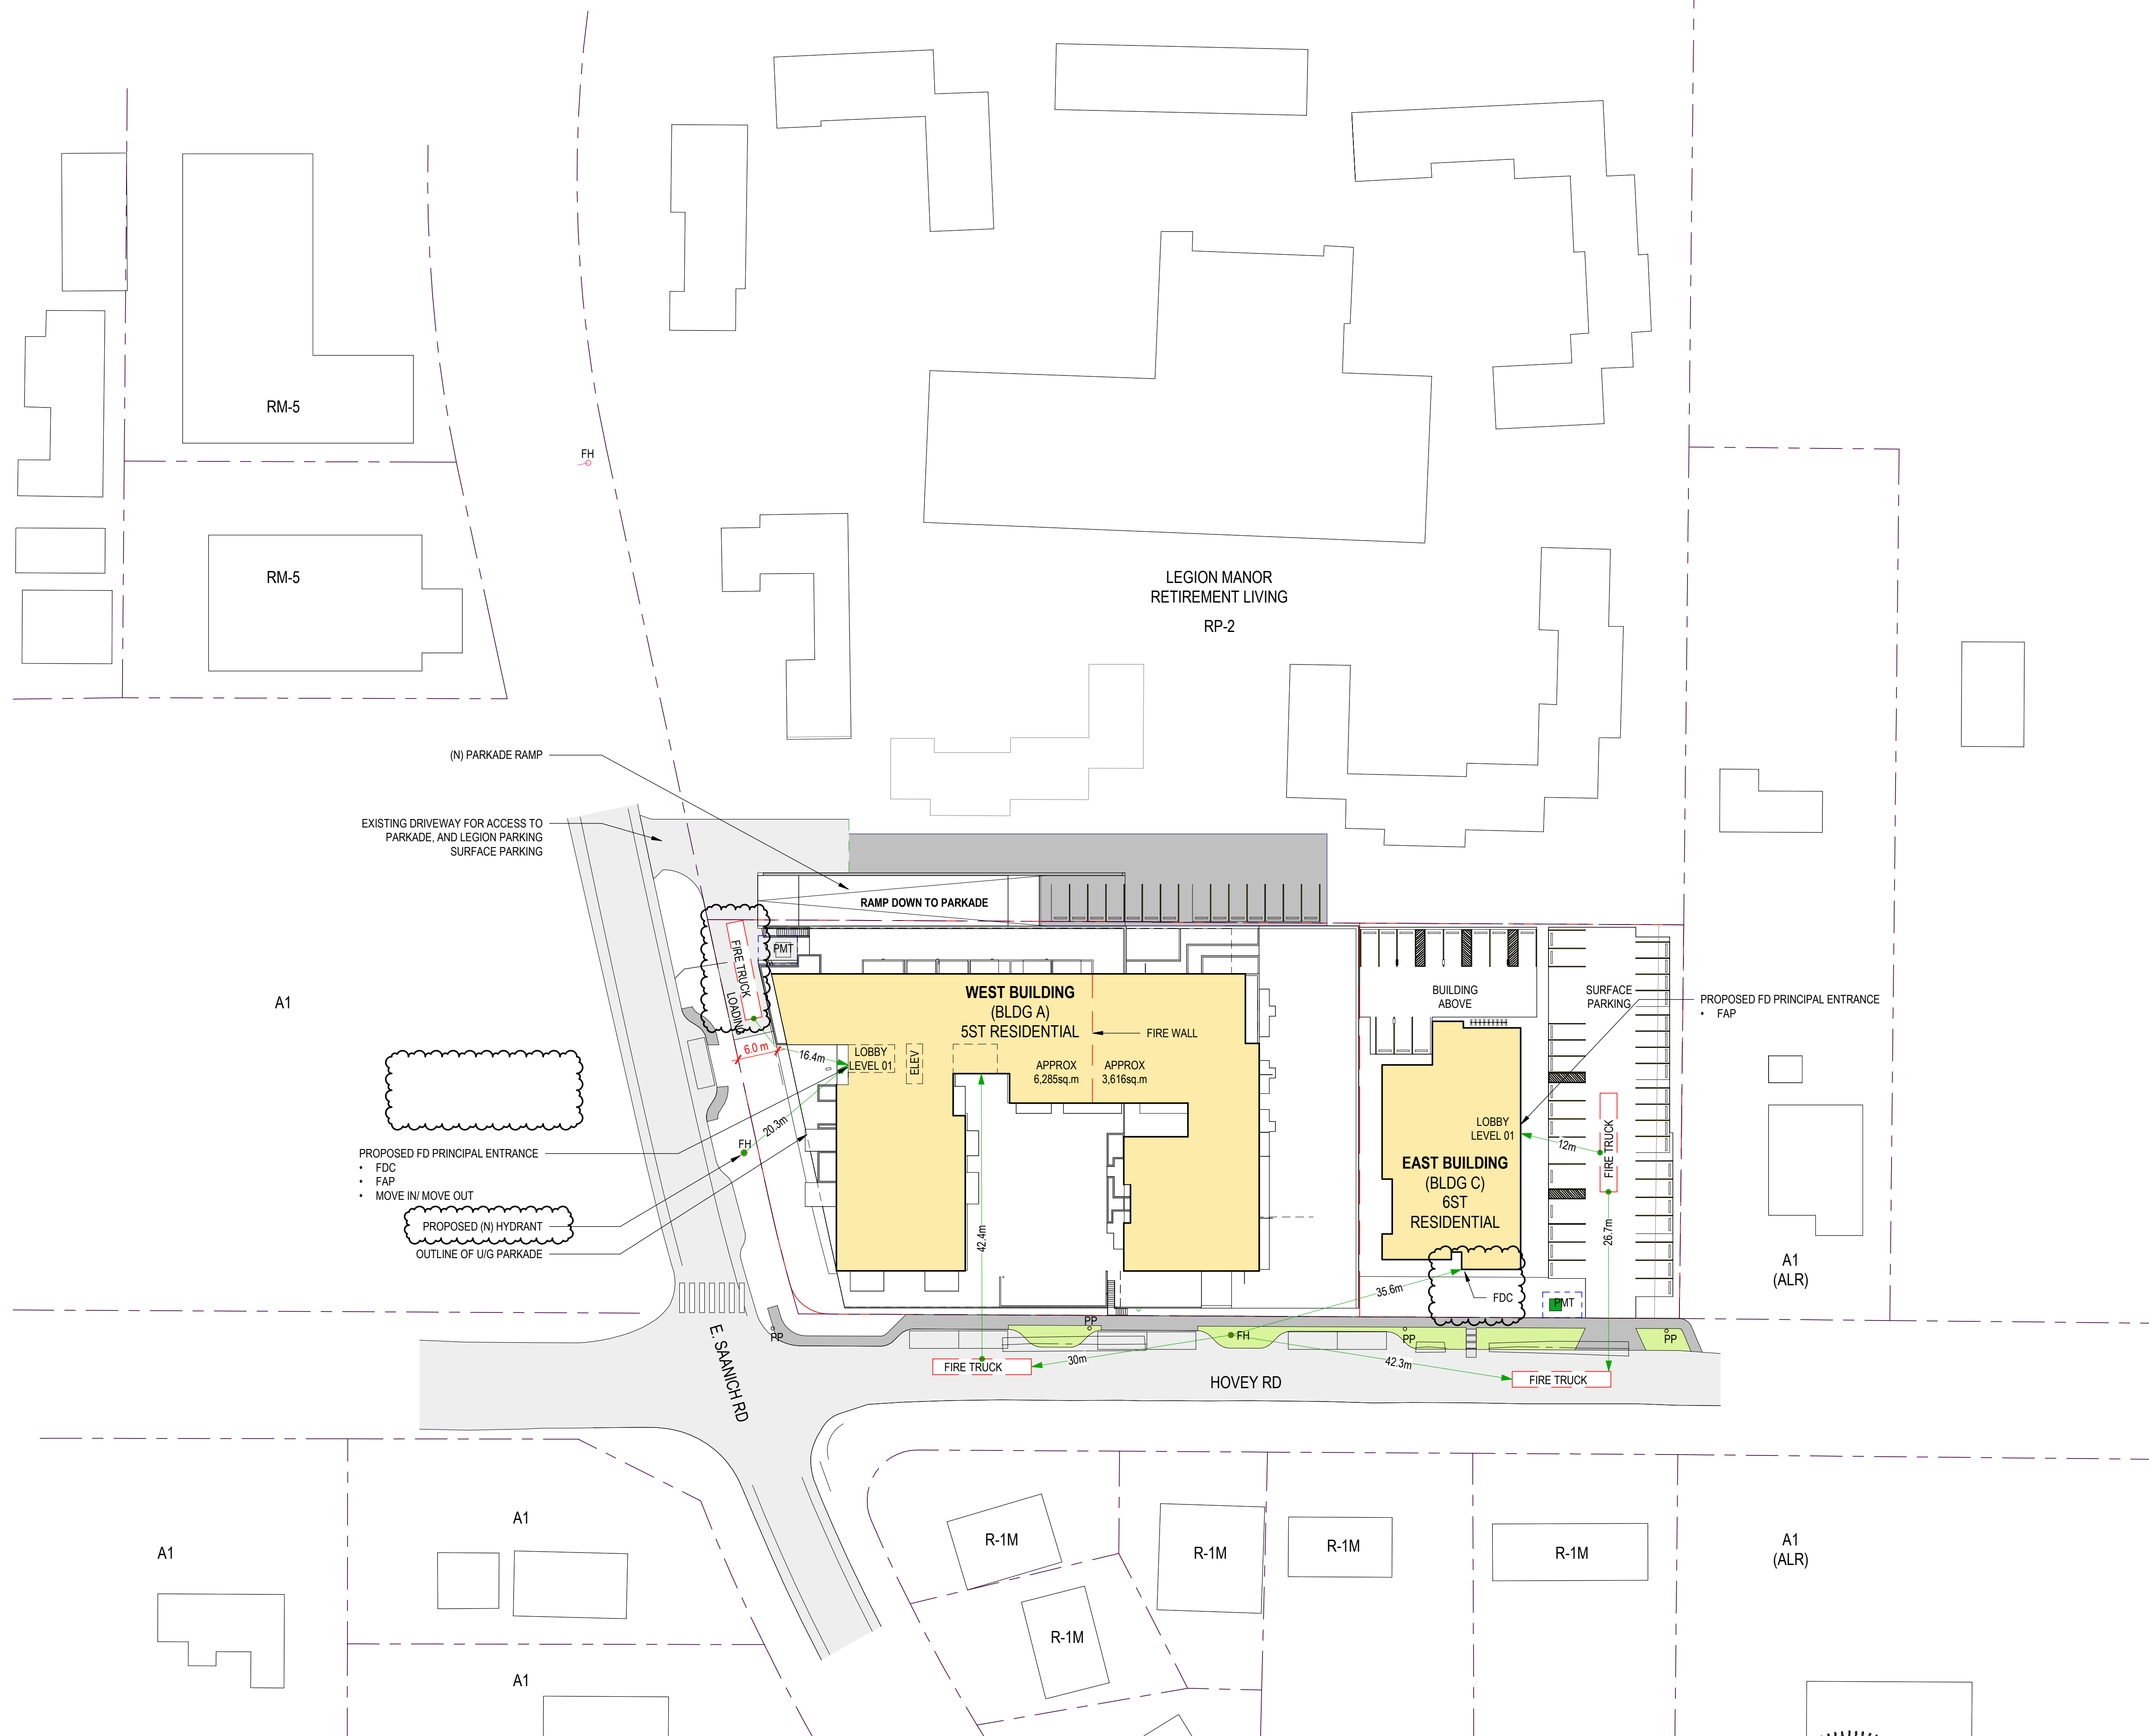 RM-5
FH
RM-5
LEGION MANOR
RETIREMENT LIVING
RP-2
(N) PARKADE RAMP
EXISTING DRIVEWAY FOR ACCESS TO
PARKADE, AND LEGION PARKING
SURFACE PARKING
RAMP DOWN TO PARKADE
PMT
FIRE TRUCK
LOADING
A1
WEST BUILDING
(BLDG A)
5ST RESIDENTIAL
FIRE WALL
BUILDING
ABOVE
SURFACE
PARKING
PROPOSED FD PRINCIPAL ENTRANCE
• FAP
6.0 m
16.4m
LOBBY
LEVEL 01
ELEV
APPROX
6,285sq.m
APPROX
3,616sq.m
20.3m
FH
PROPOSED FD PRINCIPAL ENTRANCE
• FDC
• FAP
• MOVE IN/ MOVE OUT
PROPOSED (N) HYDRANT
OUTLINE OF U/G PARKADE
42.4m
LOBBY
LEVEL 01
12m
FIRE TRUCK
EAST BUILDING
(BLDG C)
6ST
RESIDENTIAL
26.7m
A1
(ALR)
35.6m
FDC
PMT
PP
PP
FH
PP
PP
E. SAANICH RD
FIRE TRUCK
30m
42.3m
FIRE TRUCK
HOVEY RD
A1
A1
R-1M
R-1M
R-1M
R-1M
A1
(ALR)
R-1M
A1